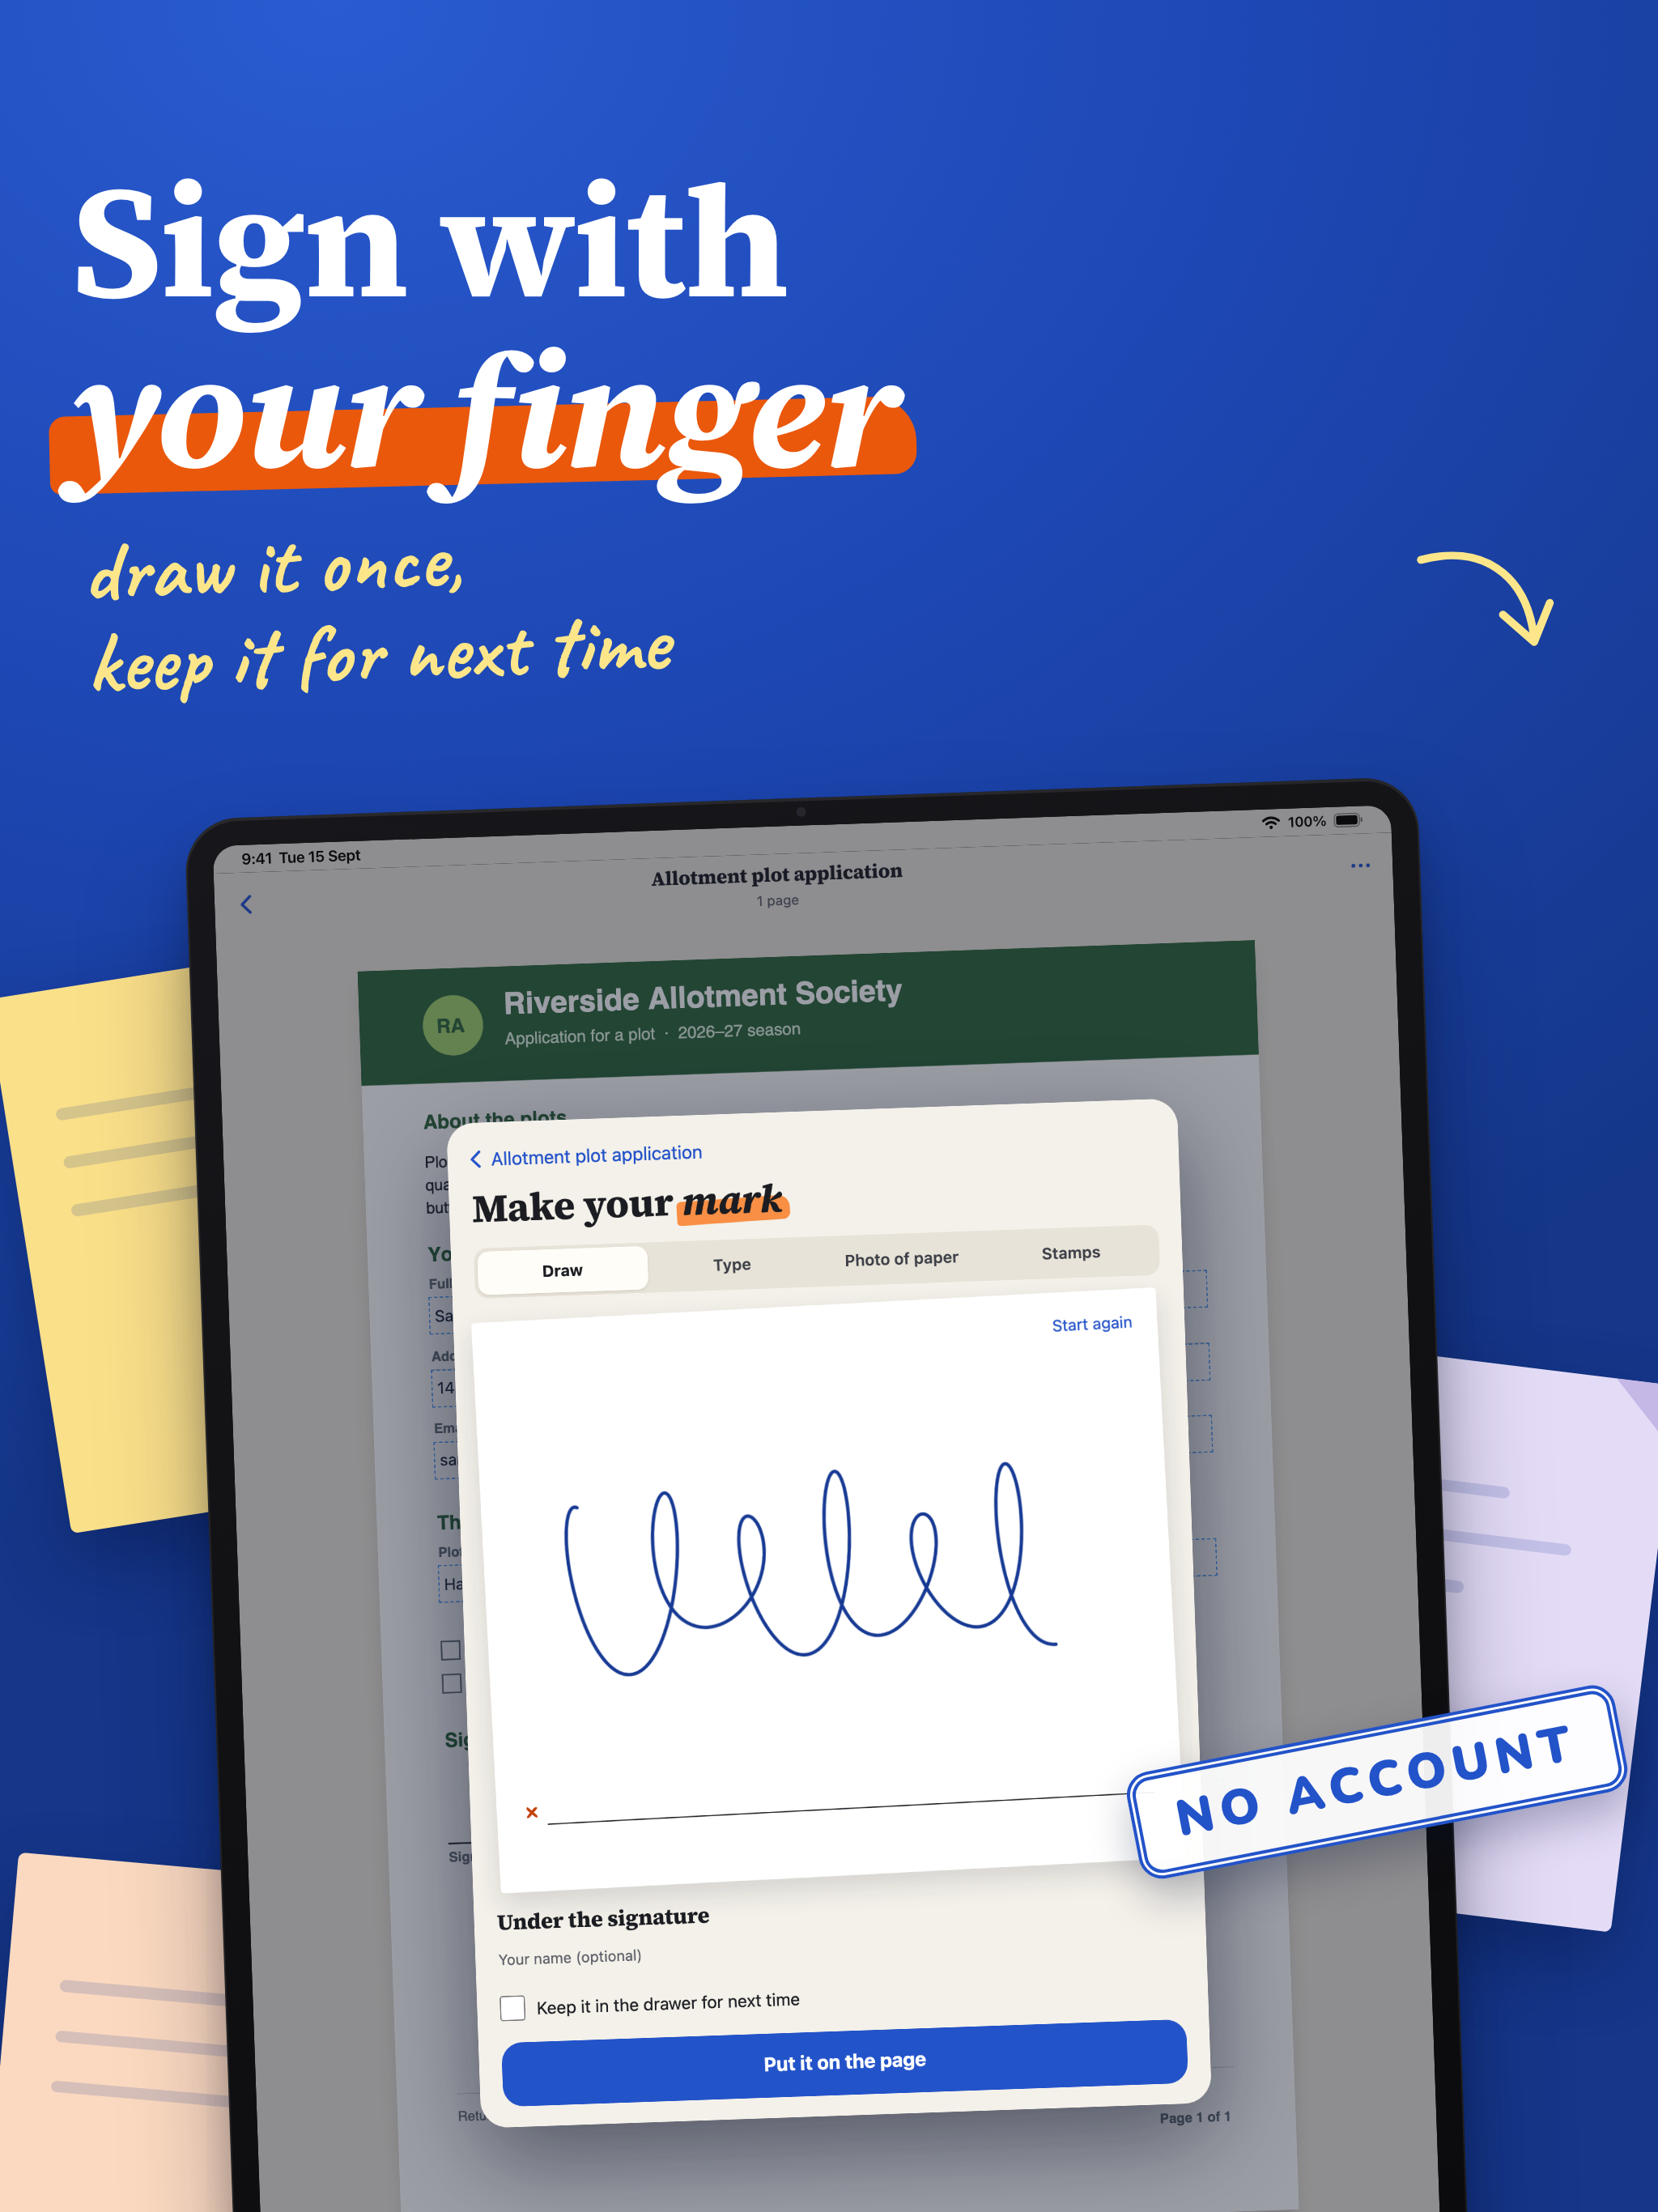 Sign with
your finger
draw it once,
keep it for next time
9:41 Tue 15 Sept
100%
Allotment plot application
1 page
RA
Riverside Allotment Society
Application for a plot · 2026–27 season
About the plots
Allotment plot application
Make your mark
Draw
Type
Photo of paper
Stamps
Start again
×
NO ACCOUNT
Under the signature
Your name (optional)
Keep it in the drawer for next time
Put it on the page
Page 1 of 1